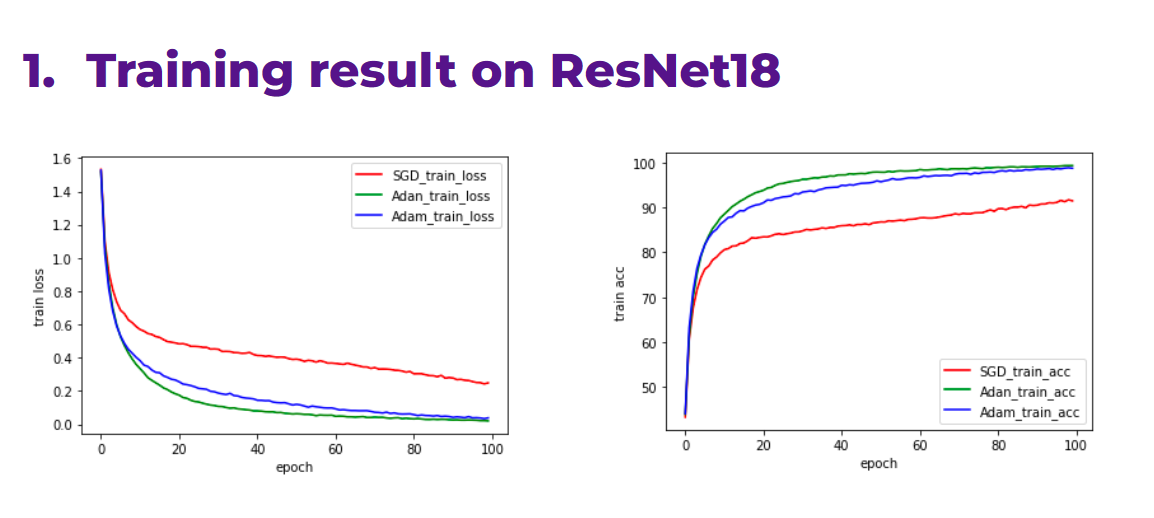 1. Training result on ResNet18
1.6
1.4
1.2
1.0
0.8
0.6
0.4
0.2
0.0
train loss
SGD_train_loss
Adan_train_loss
Adam_train_loss
0 20 40 60 80 100
epoch
100
90
80
70
60
50
train acc
SGD_train_acc
Adan_train_acc
Adam_train_acc
0 20 40 60 80 100
epoch